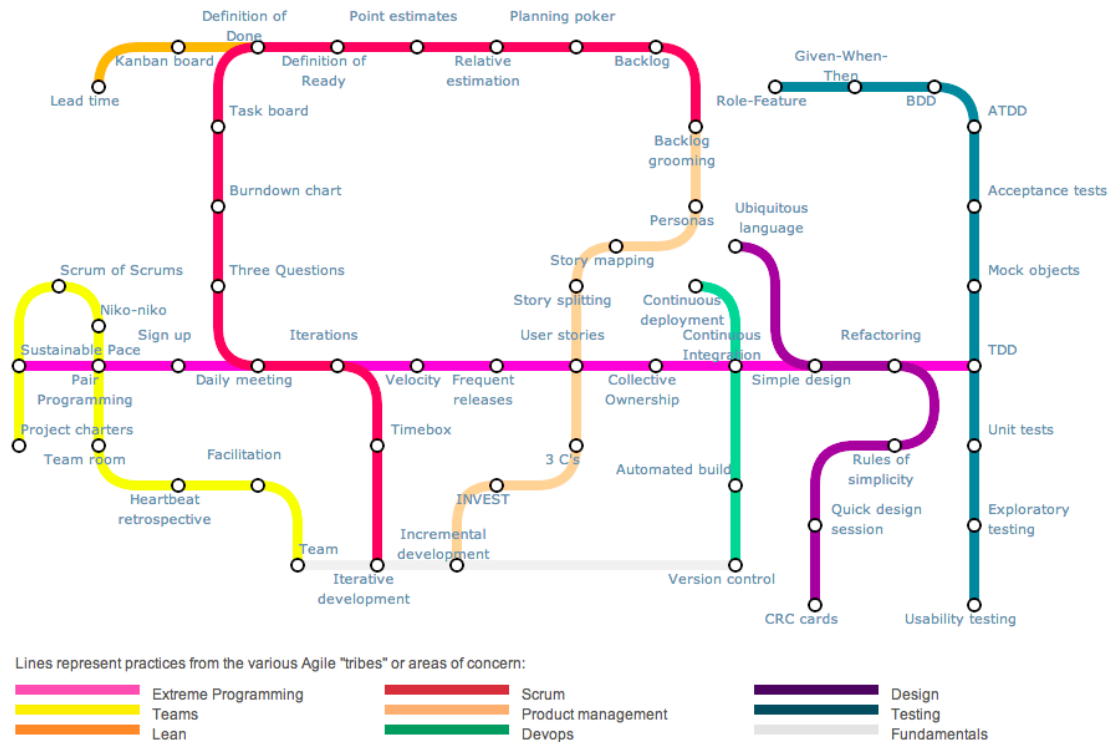 Definition of
Done
Point estimates
Planning poker
Kanban board
Definition of
Ready
Relative
estimation
Backlog
Given-When-
Then
Lead time
Role-Feature
BDD
Task board
ATDD
Backlog
grooming
Burndown chart
Acceptance tests
Personas
Ubiquitous
language
Story mapping
Scrum of Scrums
Three Questions
Mock objects
Niko-niko
Story splitting
Continuous
deployment
Sign up
Iterations
User stories
Continuous
Integration
Refactoring
Sustainable Pace
TDD
Pair
Programming
Daily meeting
Velocity
Frequent
releases
Collective
Ownership
Simple design
Project charters
Team room
Facilitation
Timebox
3 C's
Automated build
Rules of
simplicity
Unit tests
Heartbeat
retrospective
INVEST
Quick design
session
Exploratory
testing
Incremental
development
Team
Iterative
development
Version control
CRC cards
Usability testing
Lines represent practices from the various Agile "tribes" or areas of concern:
Extreme Programming
Scrum
Design
Teams
Product management
Testing
Lean
Devops
Fundamentals